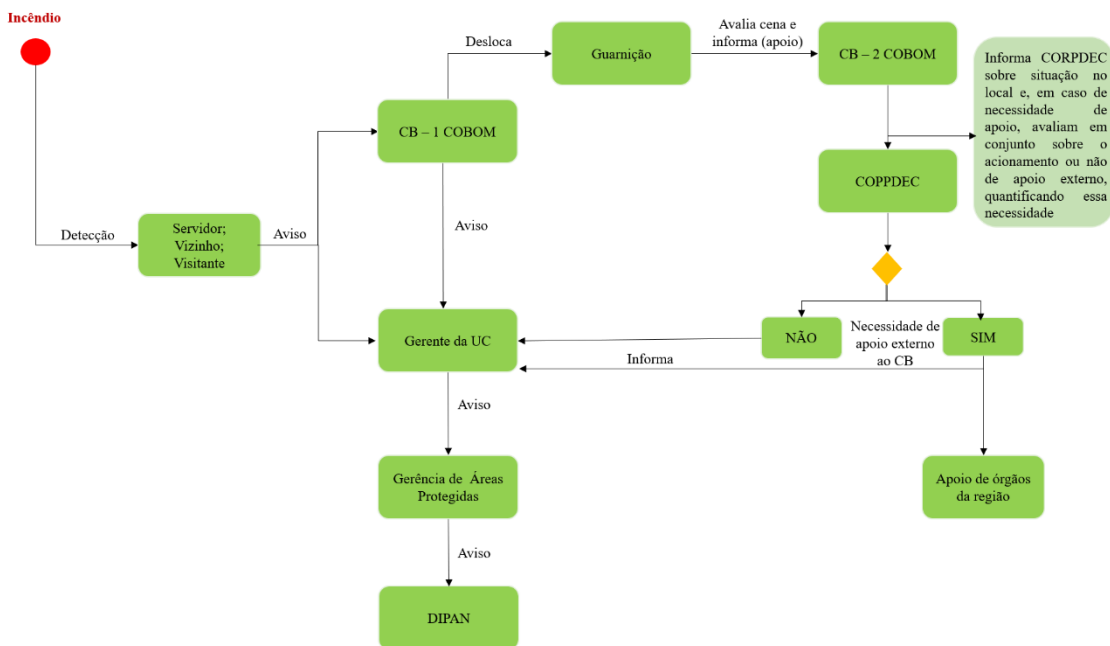 Incêndio
Desloca
Guarnição
Avalia cena e
informa (apoio)
CB – 2 COBOM
Informa CORPDEC
sobre situação no
local e, em caso de
necessidade de
apoio, avaliam em
conjunto sobre o
acionamento ou não
de apoio externo,
quantificando essa
necessidade
CB – 1 COBOM
COPPDEC
Detecção
Servidor;
Vizinho;
Visitante
Aviso
Aviso
Gerente da UC
NÃO
Necessidade de
apoio externo
ao CB
SIM
Informa
Aviso
Gerência de Áreas
Protegidas
Apoio de órgãos
da região
Aviso
DIPAN